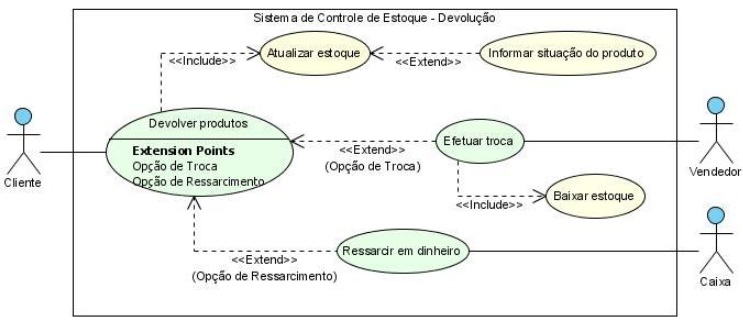 Sistema de Controle de Estoque - Devolução
Atualizar estoque
<<Include>>
<<Extend>>
Informar situação do produto
Devolver produtos
Extension Points
Opção de Troca
Opção de Ressarcimento
Cliente
<<Extend>>
(Opção de Troca)
Efetuar troca
Vendedor
<<Include>>
Baixar estoque
Ressarcir em dinheiro
<<Extend>>
(Opção de Ressarcimento)
Caixa